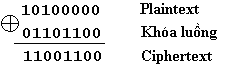 10100000 Plaintext
⊕ 01101100 Khóa luồng
11001100 Ciphertext